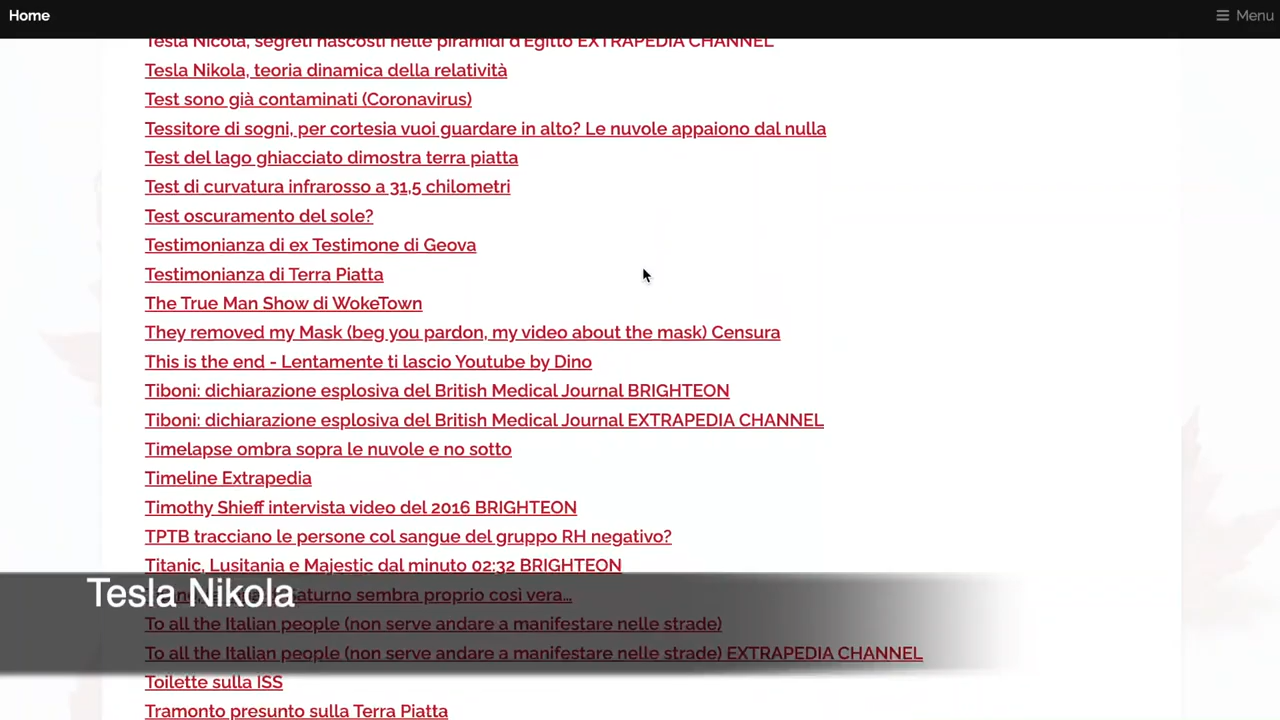 Home
Menu
Tesla Nicola, segreti nascosti nelle piramidi d'Egitto EXTRAPEDIA CHANNEL
Tesla Nikola, teoria dinamica della relatività
Test sono già contaminati (Coronavirus)
Tessitore di sogni, per cortesia vuoi guardare in alto? Le nuvole appaiono dal nulla
Test del lago ghiacciato dimostra terra piatta
Test di curvatura infrarosso a 31,5 chilometri
Test oscuramento del sole?
Testimonianza di ex Testimone di Geova
Testimonianza di Terra Piatta
The True Man Show di WokeTown
They removed my Mask (beg you pardon, my video about the mask) Censura
This is the end - Lentamente ti lascio Youtube by Dino
Tiboni: dichiarazione esplosiva del British Medical Journal BRIGHTEON
Tiboni: dichiarazione esplosiva del British Medical Journal EXTRAPEDIA CHANNEL
Timelapse ombra sopra le nuvole e no sotto
Timeline Extrapedia
Timothy Shieff intervista video del 2016 BRIGHTEON
TPTB tracciano le persone col sangue del gruppo RH negativo?
Titanic, Lusitania e Majestic dal minuto 02:32 BRIGHTEON
Tesla Nikola
Saturno sembra proprio così vera...
To all the Italian people (non serve andare a manifestare nelle strade)
To all the Italian people (non serve andare a manifestare nelle strade) EXTRAPEDIA CHANNEL
Toilette sulla ISS
Tramonto presunto sulla Terra Piatta